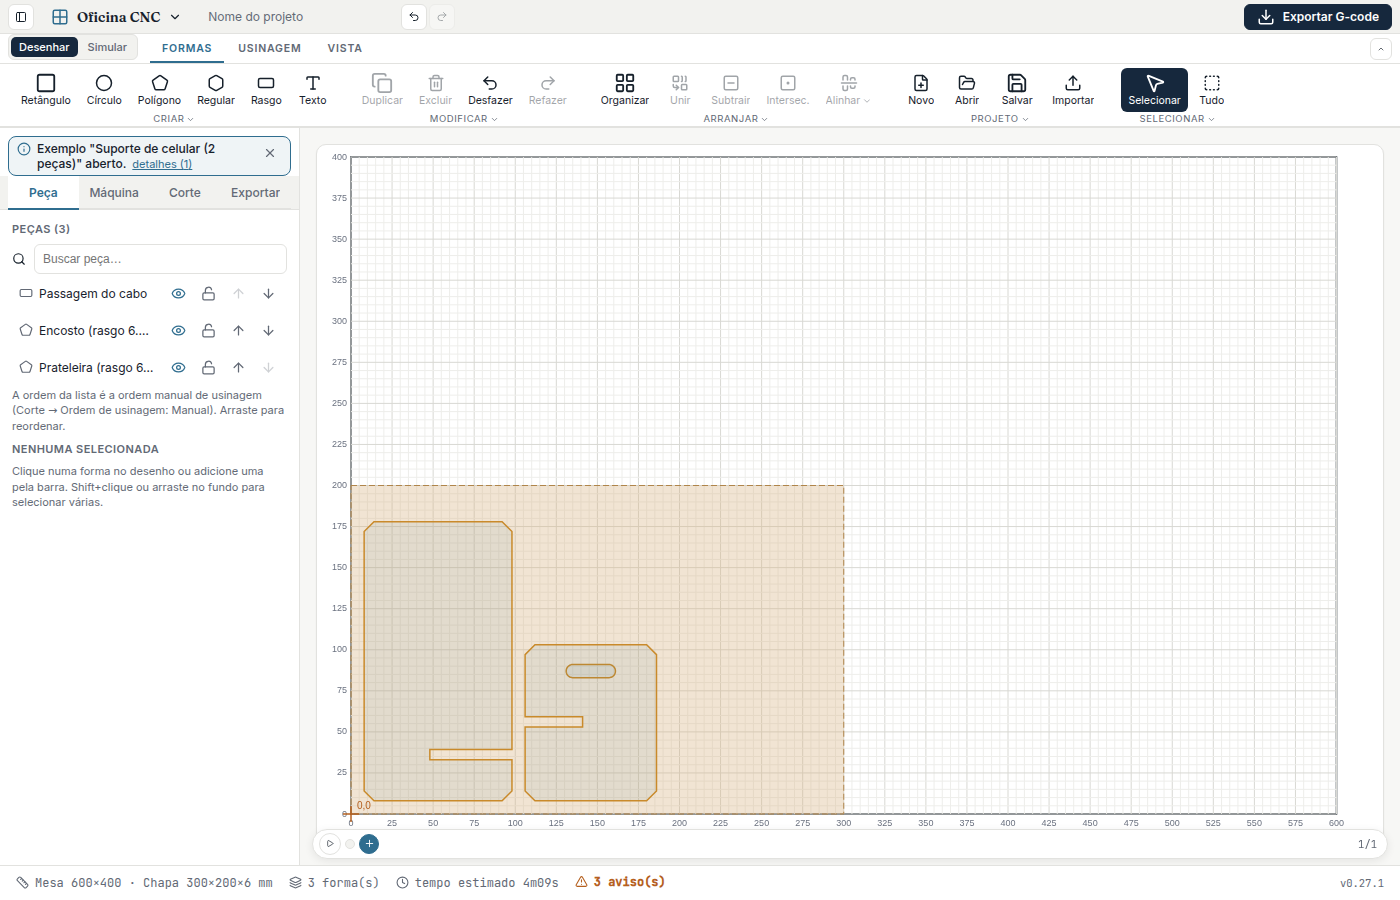 Oficina CNC
Nome do projeto
Exportar G-code
Desenhar
Simular
FORMAS
USINAGEM
VISTA
Retângulo
Círculo
Polígono
Regular
Rasgo
Texto
CRIAR
Duplicar
Excluir
Desfazer
Refazer
MODIFICAR
Organizar
Unir
Subtrair
Intersec.
Alinhar
ARRANJAR
Novo
Abrir
Salvar
Importar
PROJETO
Selecionar
Tudo
SELECIONAR
Exemplo "Suporte de celular (2
peças)" aberto. detalhes (1)
Peça
Máquina
Corte
Exportar
PEÇAS (3)
Buscar peça…
Passagem do cabo
Encosto (rasgo 6....
Prateleira (rasgo 6...
A ordem da lista é a ordem manual de usinagem
(Corte → Ordem de usinagem: Manual). Arraste para
reordenar.
NENHUMA SELECIONADA
Clique numa forma no desenho ou adicione uma
pela barra. Shift+clique ou arraste no fundo para
selecionar várias.
400
375
350
325
300
275
250
225
200
175
150
125
100
75
50
25
0
0,0
0 25 50 75 100 125 150 175 200 225 250 275 300 325 350 375 400 425 450 475 500 525 550 575 600
1/1
Mesa 600×400 · Chapa 300×200×6 mm
3 forma(s)
tempo estimado 4m09s
3 aviso(s)
v0.27.1